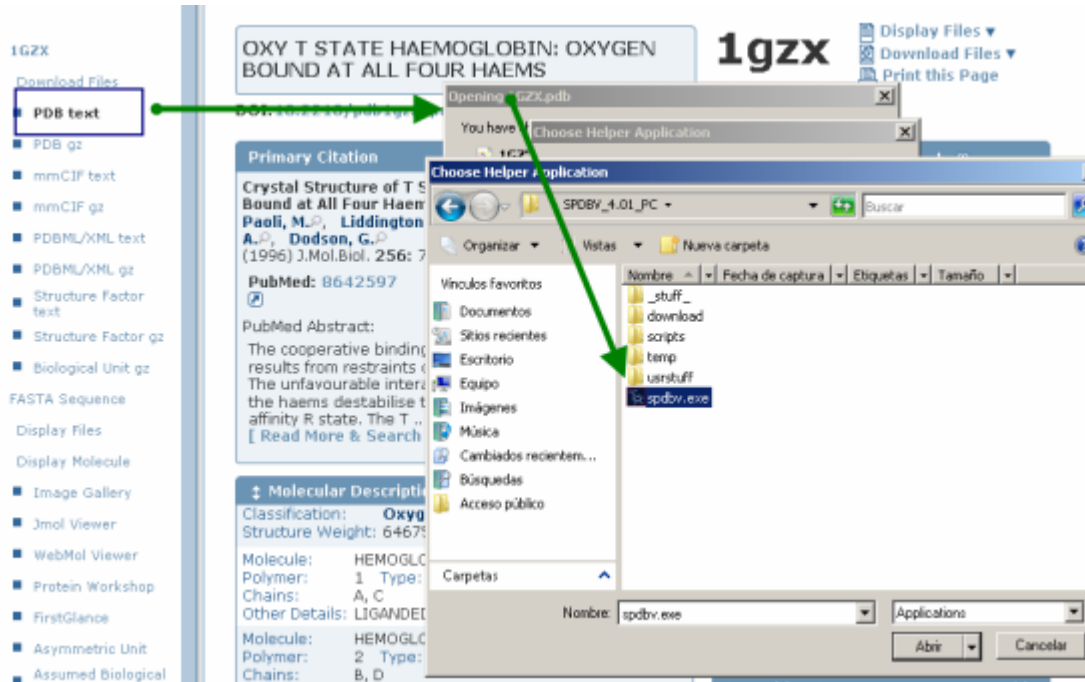 1GZX
Download Files
PDB text
PDB gz
mmCIF text
mmCIF gz
PDBML/XML text
PDBML/XML gz
Structure Factor
text
Structure Factor gz
Biological Unit gz
FASTA Sequence
Display Files
Display Molecule
Image Gallery
Jmol Viewer
WebMol Viewer
Protein Workshop
FirstGlance
Asymmetric Unit
Assumed Biological
OXY T STATE HAEMOGLOBIN: OXYGEN
BOUND AT ALL FOUR HAEMS
1gzx
Display Files ▼
Download Files ▼
Print this Page
DOI:
Primary Citation
Crystal Structure of T S
Bound at All Four Haem
Paoli, M., Liddington
A., Dodson, G.
(1996) J.Mol.Biol. 256: 7
PubMed: 8642597
PubMed Abstract:
The cooperative binding
results from restraints
The unfavourable intera
the haems destabilise t
affinity R state. The T ..
[ Read More & Search
Molecular Descripti
Classification: Oxyg
Structure Weight: 6467
Molecule: HEMOGLO
Polymer: 1 Type:
Chains: A, C
Other Details: LIGANDED
Molecule: HEMOGLO
Polymer: 2 Type:
Chains: B, D
Opening 1GZX.pdb
You have
Choose Helper Application
Choose Helper Application
SPDBV_4.01_PC
Buscar
Organizar
Vistas
Nueva carpeta
Vínculos favoritos
Documentos
Sitios recientes
Escritorio
Equipo
Imágenes
Música
Cambiados recientem...
Búsquedas
Acceso público
Carpetas
Nombre Fecha de captura Etiquetas Tamaño
_stuff_
download
scripts
temp
usrstuff
spdbv.exe
Nombre: spdbv.exe
Applications
Abrir Cancelar